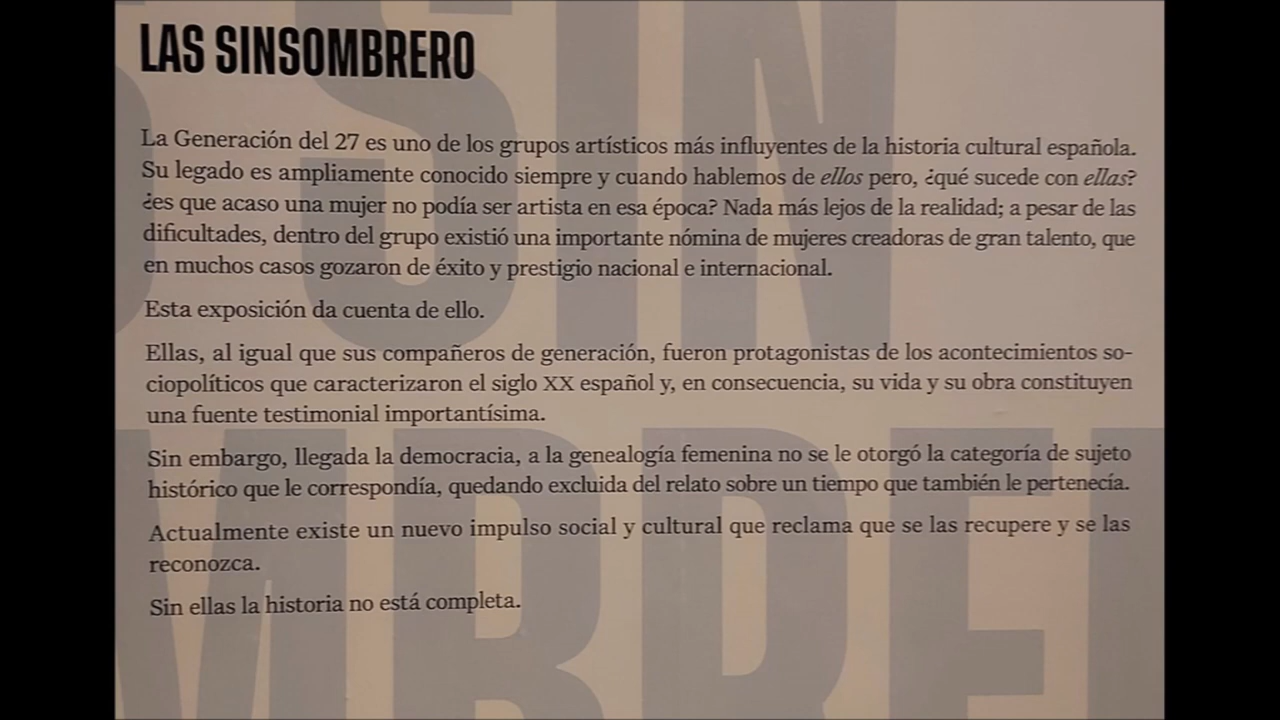 LAS SINSOMBRERO
La Generación del 27 es uno de los grupos artísticos más influyentes de la historia cultural española.
Su legado es ampliamente conocido siempre y cuando hablemos de ellos pero, ¿qué sucede con ellas?
¿es que acaso una mujer no podía ser artista en esa época? Nada más lejos de la realidad; a pesar de las
dificultades, dentro del grupo existió una importante nómina de mujeres creadoras de gran talento, que
en muchos casos gozaron de éxito y prestigio nacional e internacional.
Esta exposición da cuenta de ello.
Ellas, al igual que sus compañeros de generación, fueron protagonistas de los acontecimientos so-
ciopolíticos que caracterizaron el siglo XX español y, en consecuencia, su vida y su obra constituyen
una fuente testimonial importantísima.
Sin embargo, llegada la democracia, a la genealogía femenina no se le otorgó la categoría de sujeto
histórico que le correspondía, quedando excluida del relato sobre un tiempo que también le pertenecía.
Actualmente existe un nuevo impulso social y cultural que reclama que se las recupere y se las
reconozca.
Sin ellas la historia no está completa.
S SIN
MBRE